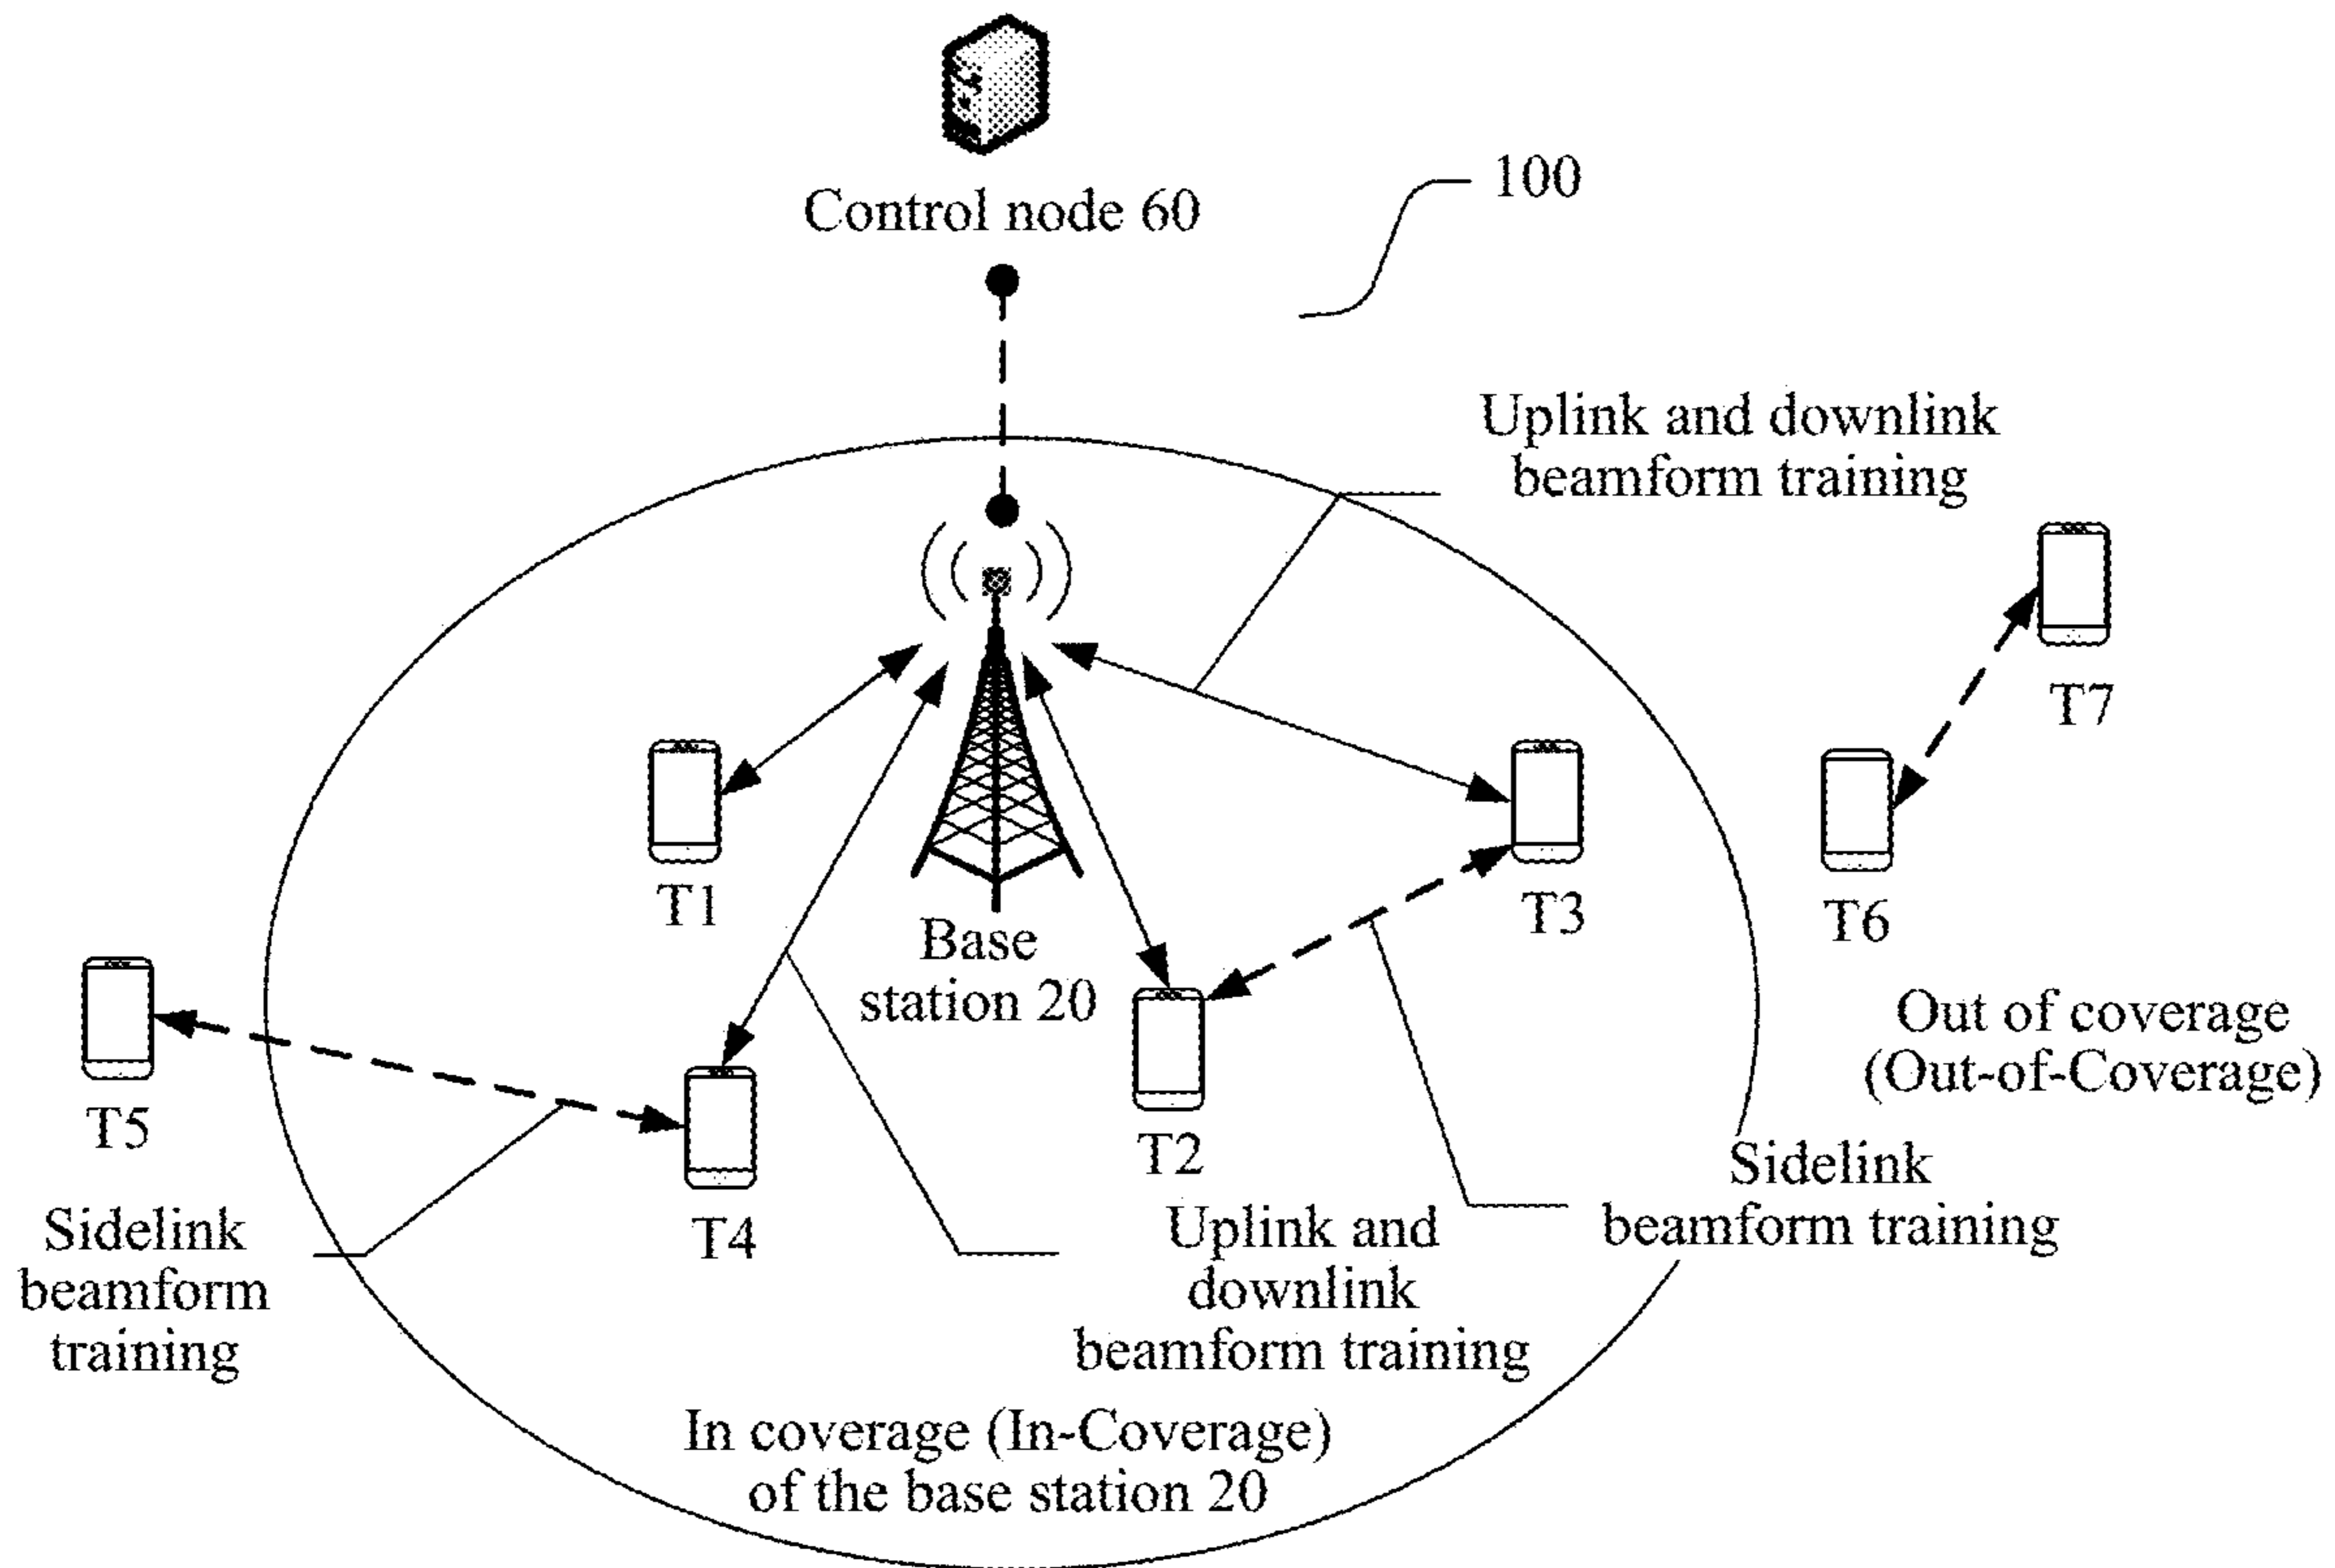 Control node 60
100
Uplink and downlink
beamform training
T7
T1
T3
T6
Base
station 20
Out of coverage
(Out-of-Coverage)
T5
T2
T4
Sidelink
beamform training
Sidelink
beamform
training
Uplink and
downlink
beamform training
In coverage (In-Coverage)
of the base station 20